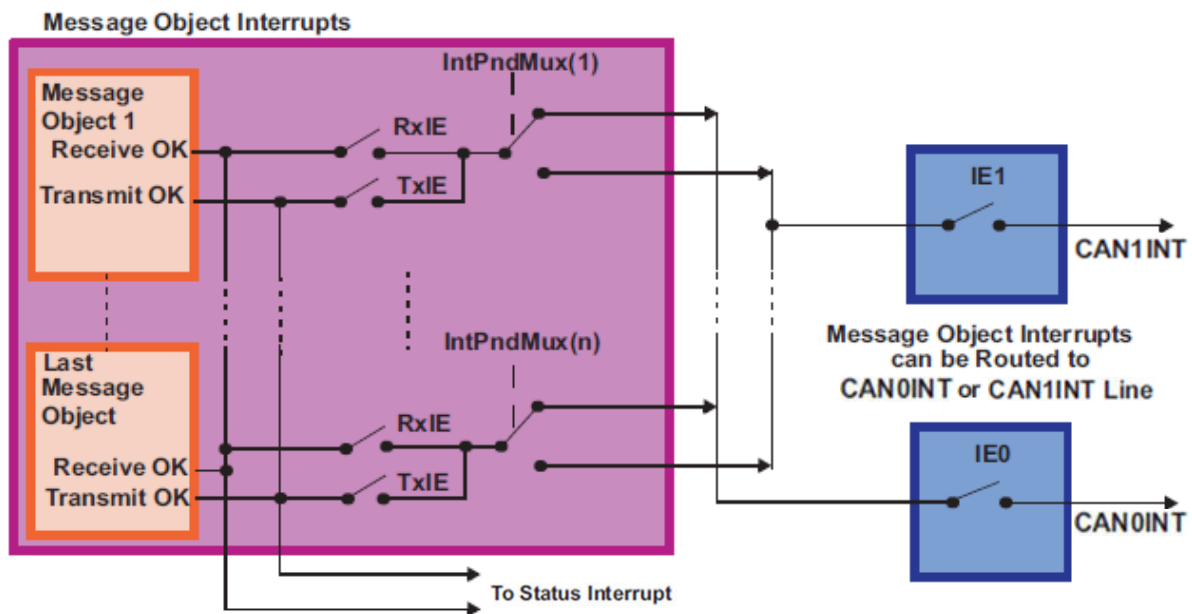 Message Object Interrupts
IntPndMux(1)
Message
Object 1
Receive OK
RxIE
Transmit OK
TxIE
IE1
CAN1INT
Message Object Interrupts
can be Routed to
CAN0INT or CAN1INT Line
IntPndMux(n)
Last
Message
Object
RxIE
Receive OK
Transmit OK
TxIE
IE0
CAN0INT
To Status Interrupt